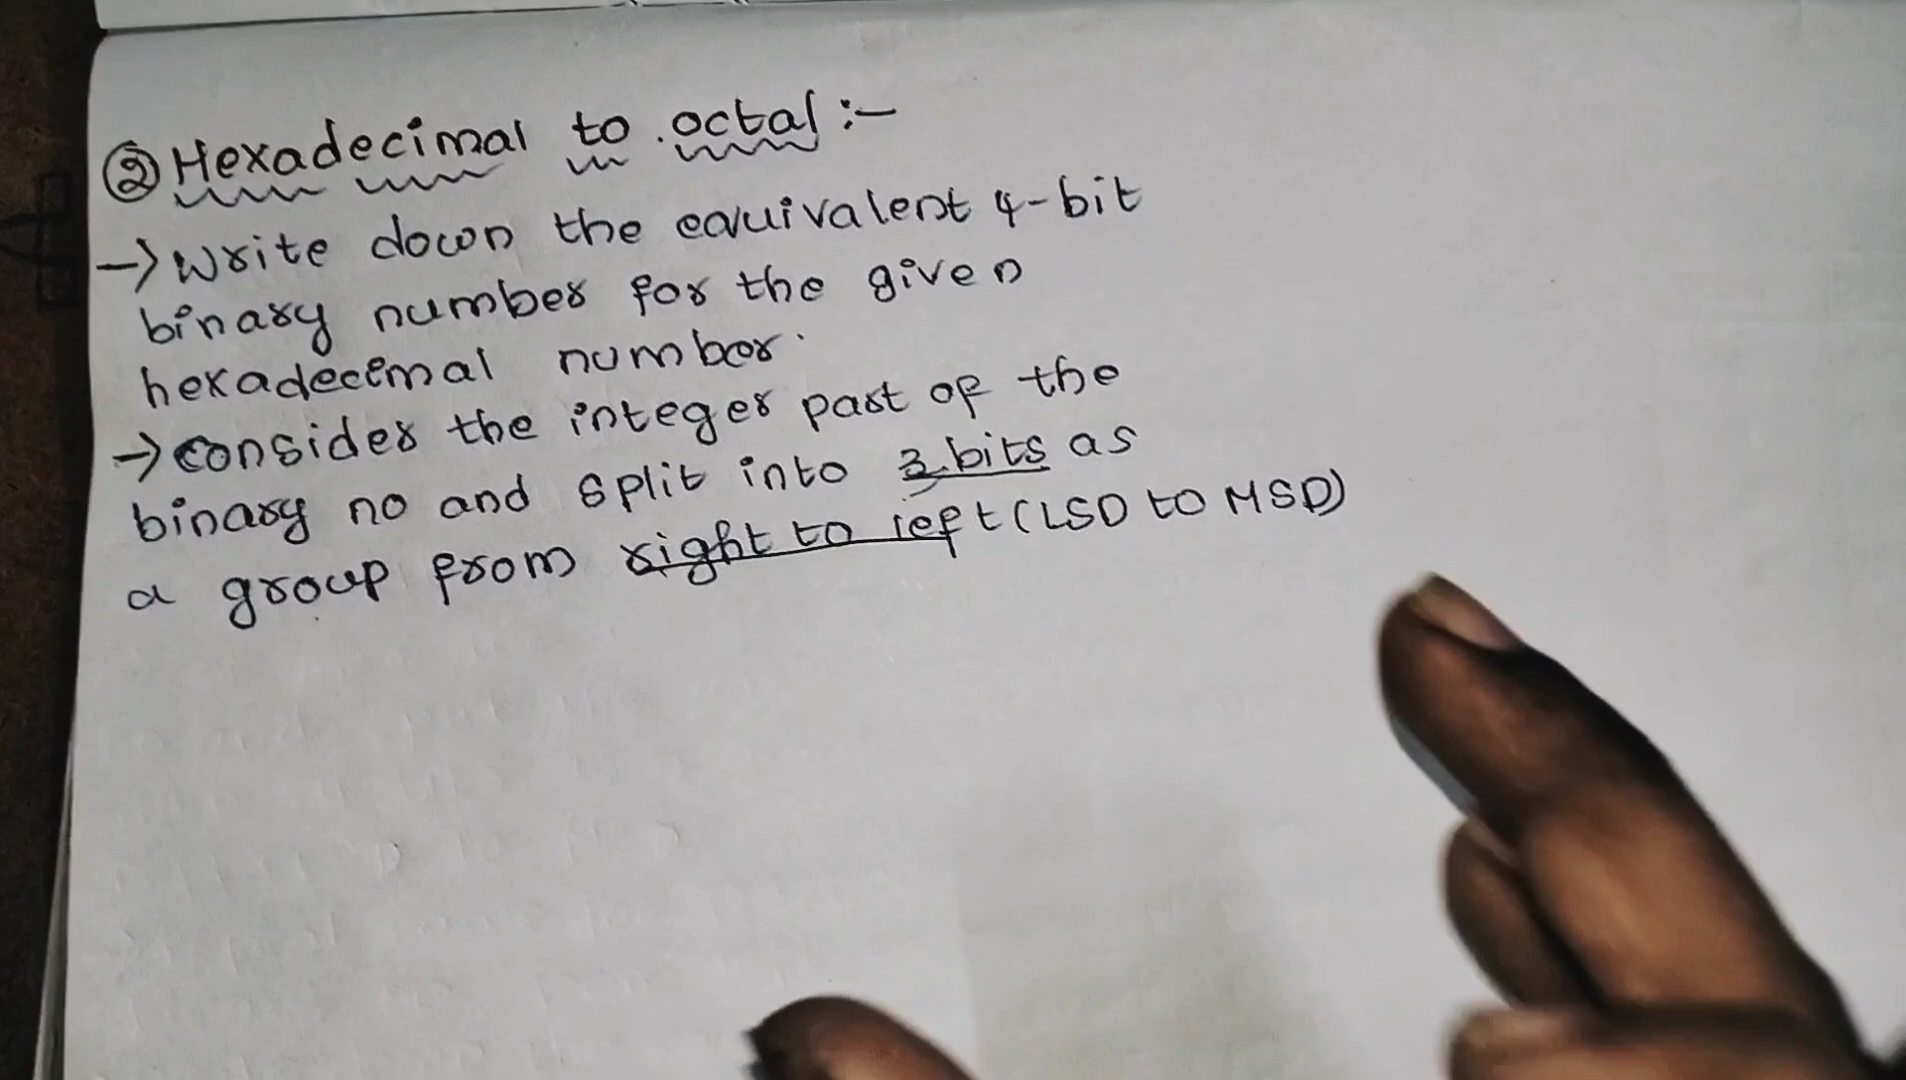 ② Hexadecimal to octal :-
→ Write down the equivalent 4-bit
binary number for the given
hexadecimal number.
→ consider the integer part of the
binary no and split into 3 bits as
a group from right to left (LSD to MSD)